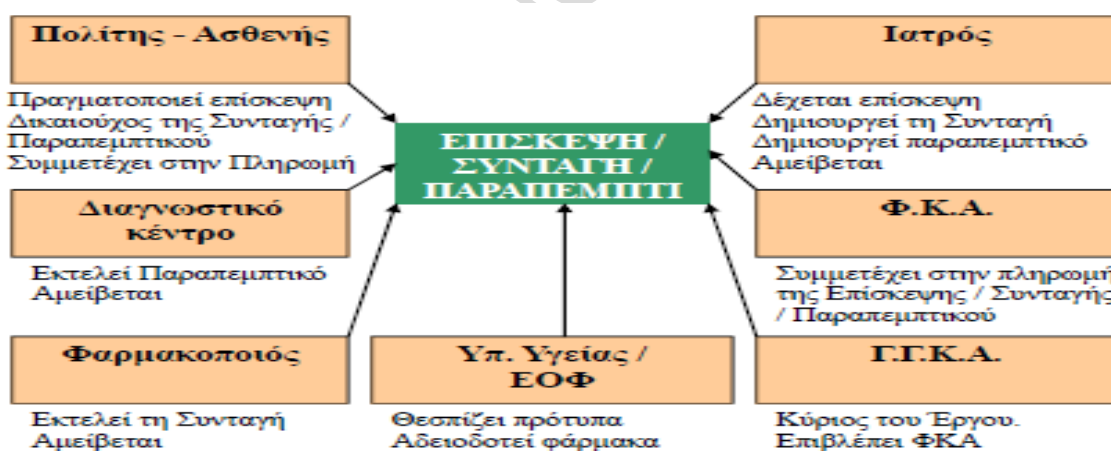 Πολίτης - Ασθενής
Πραγματοποιεί επίσκεψη
Δικαιούχος της Συνταγής /
Παραπεμπτικού
Συμμετέχει στην Πληρωμή
Ιατρός
Δέχεται επίσκεψη
Δημιουργεί τη Συνταγή
Δημιουργεί παραπεμπτικό
Αμείβεται
ΕΠΙΣΚΕΨΗ /
ΣΥΝΤΑΓΗ /
ΠΑΡΑΠΕΜΠΤΙ
Διαγνωστικό
κέντρο
Εκτελεί Παραπεμπτικό
Αμείβεται
Φ.Κ.Α.
Συμμετέχει στην πληρωμή
της Επίσκεψης / Συνταγής
/ Παραπεμπτικού
Φαρμακοποιός
Εκτελεί τη Συνταγή
Αμείβεται
Υπ. Υγείας /
ΕΟΦ
Θεσπίζει πρότυπα
Αδειοδοτεί φάρμακα
Γ.Γ.Κ.Α.
Κύριος του Έργου.
Επιβλέπει ΦΚΑ